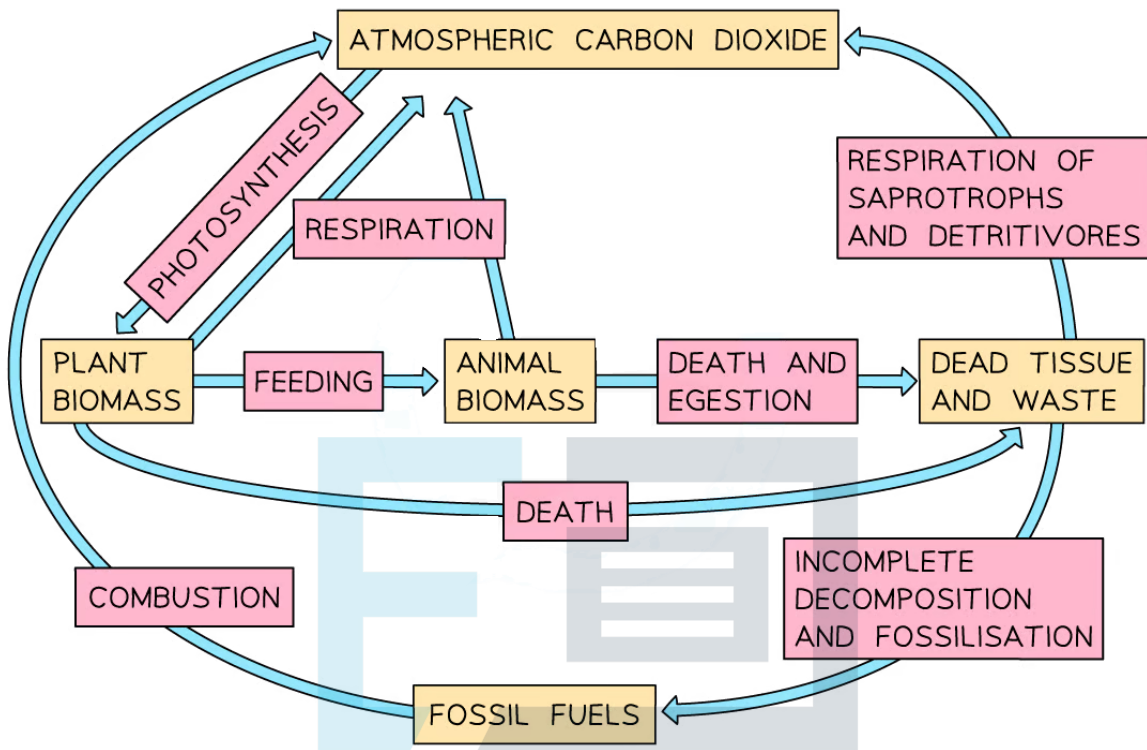 ATMOSPHERIC CARBON DIOXIDE
PHOTOSYNTHESIS
RESPIRATION
RESPIRATION OF
SAPROTROPHS
AND DETRITIVORES
PLANT
BIOMASS
FEEDING
ANIMAL
BIOMASS
DEATH AND
EGESTION
DEAD TISSUE
AND WASTE
DEATH
COMBUSTION
INCOMPLETE
DECOMPOSITION
AND FOSSILISATION
FOSSIL FUELS